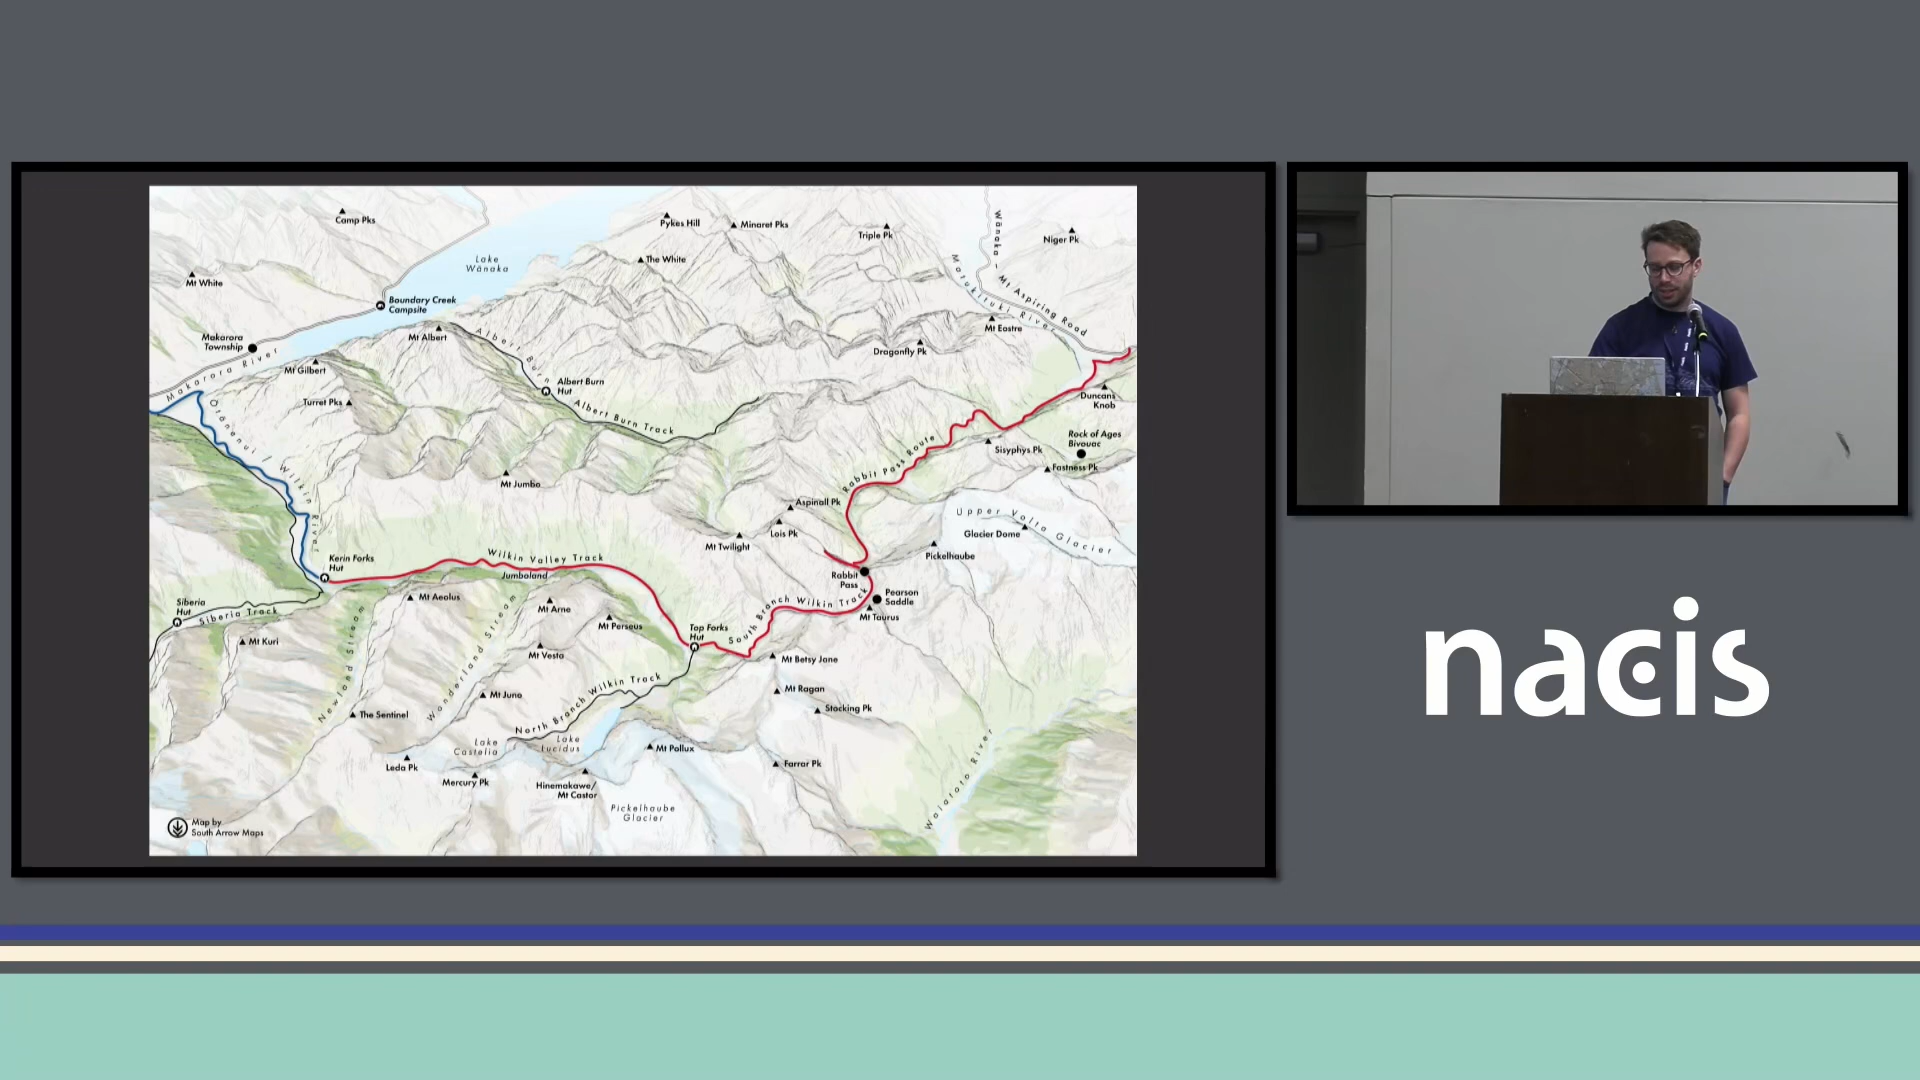 Camp Pks
Pykes Hill
Minaret Pks
Triple Pk
Niger Pk
Wānaka – Mt Aspiring Road
Matukituki River
Lake
Wānaka
The White
Mt White
Boundary Creek
Campsite
Makarora
Township
Makarora River
Mt Albert
Albert Burn
Mt Eastre
Dragonfly Pk
Mt Gilbert
Turret Pks
Albert Burn
Hut
Albert Burn Track
Duncans
Knob
Rock of Ages
Bivouac
Sisyphys Pk
Fastness Pk
Rabbit Pass Route
Mt Jumbo
Aspinall Pk
Lois Pk
Mt Twilight
Upper Volta Glacier
Glacier Dome
Pickelhaube
Kerin Forks
Hut
Wilkin Valley Track
Jumboland
Rabbit
Pass
Pearson
Saddle
Mt Taurus
South Branch Wilkin Track
Siberia
Hut
Siberia Track
Mt Aeolus
Mt Arne
Mt Perseus
Top Forks
Hut
Mt Kuri
Newland Stream
Wonderland Stream
Mt Vesta
Mt Betsy Jane
Mt Juno
North Branch Wilkin Track
Mt Ragan
Stocking Pk
The Sentinel
Lake
Castalia
Lake
Lucidus
Mt Pollux
Leda Pk
Mercury Pk
Hinemakawe/
Mt Castor
Farrar Pk
Waiatoto River
Pickelhaube
Glacier
Map by
South Arrow Maps
nacis